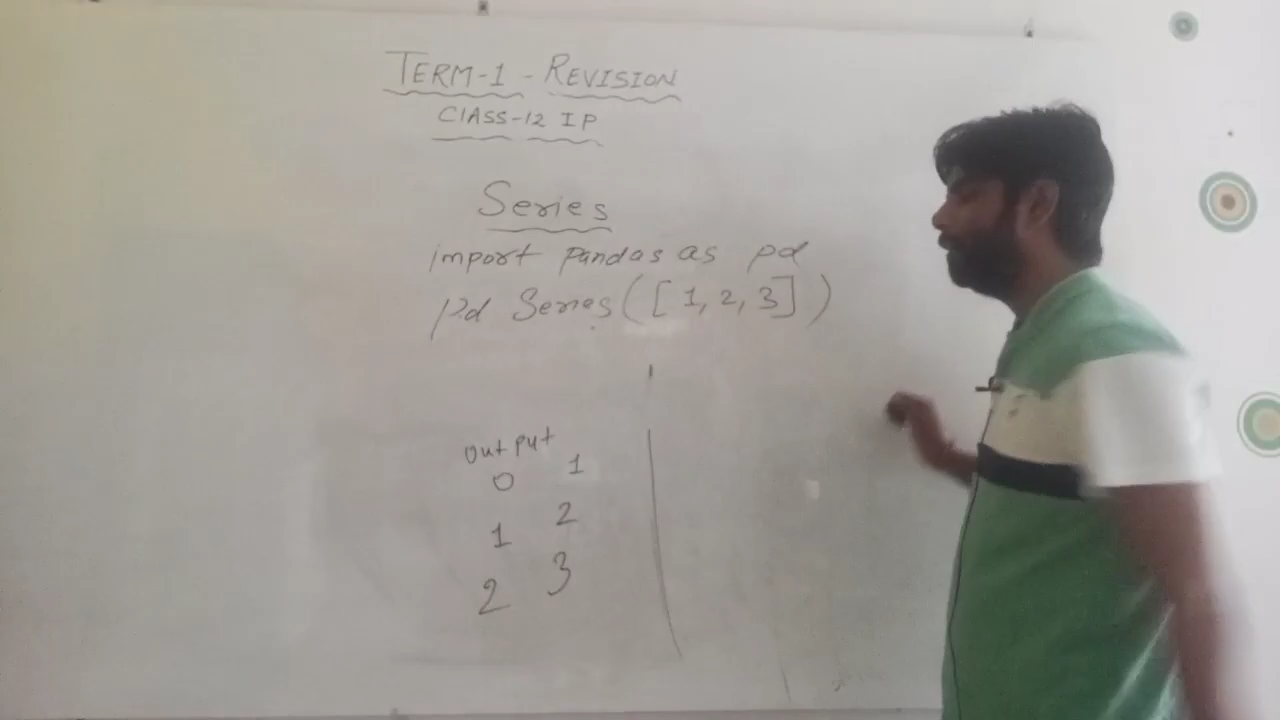 TERM-1 - REVISION
CLASS-12 IP
Series
import Pandas as pd
Pd Series([1,2,3])
output
0 1
1 2
2 3